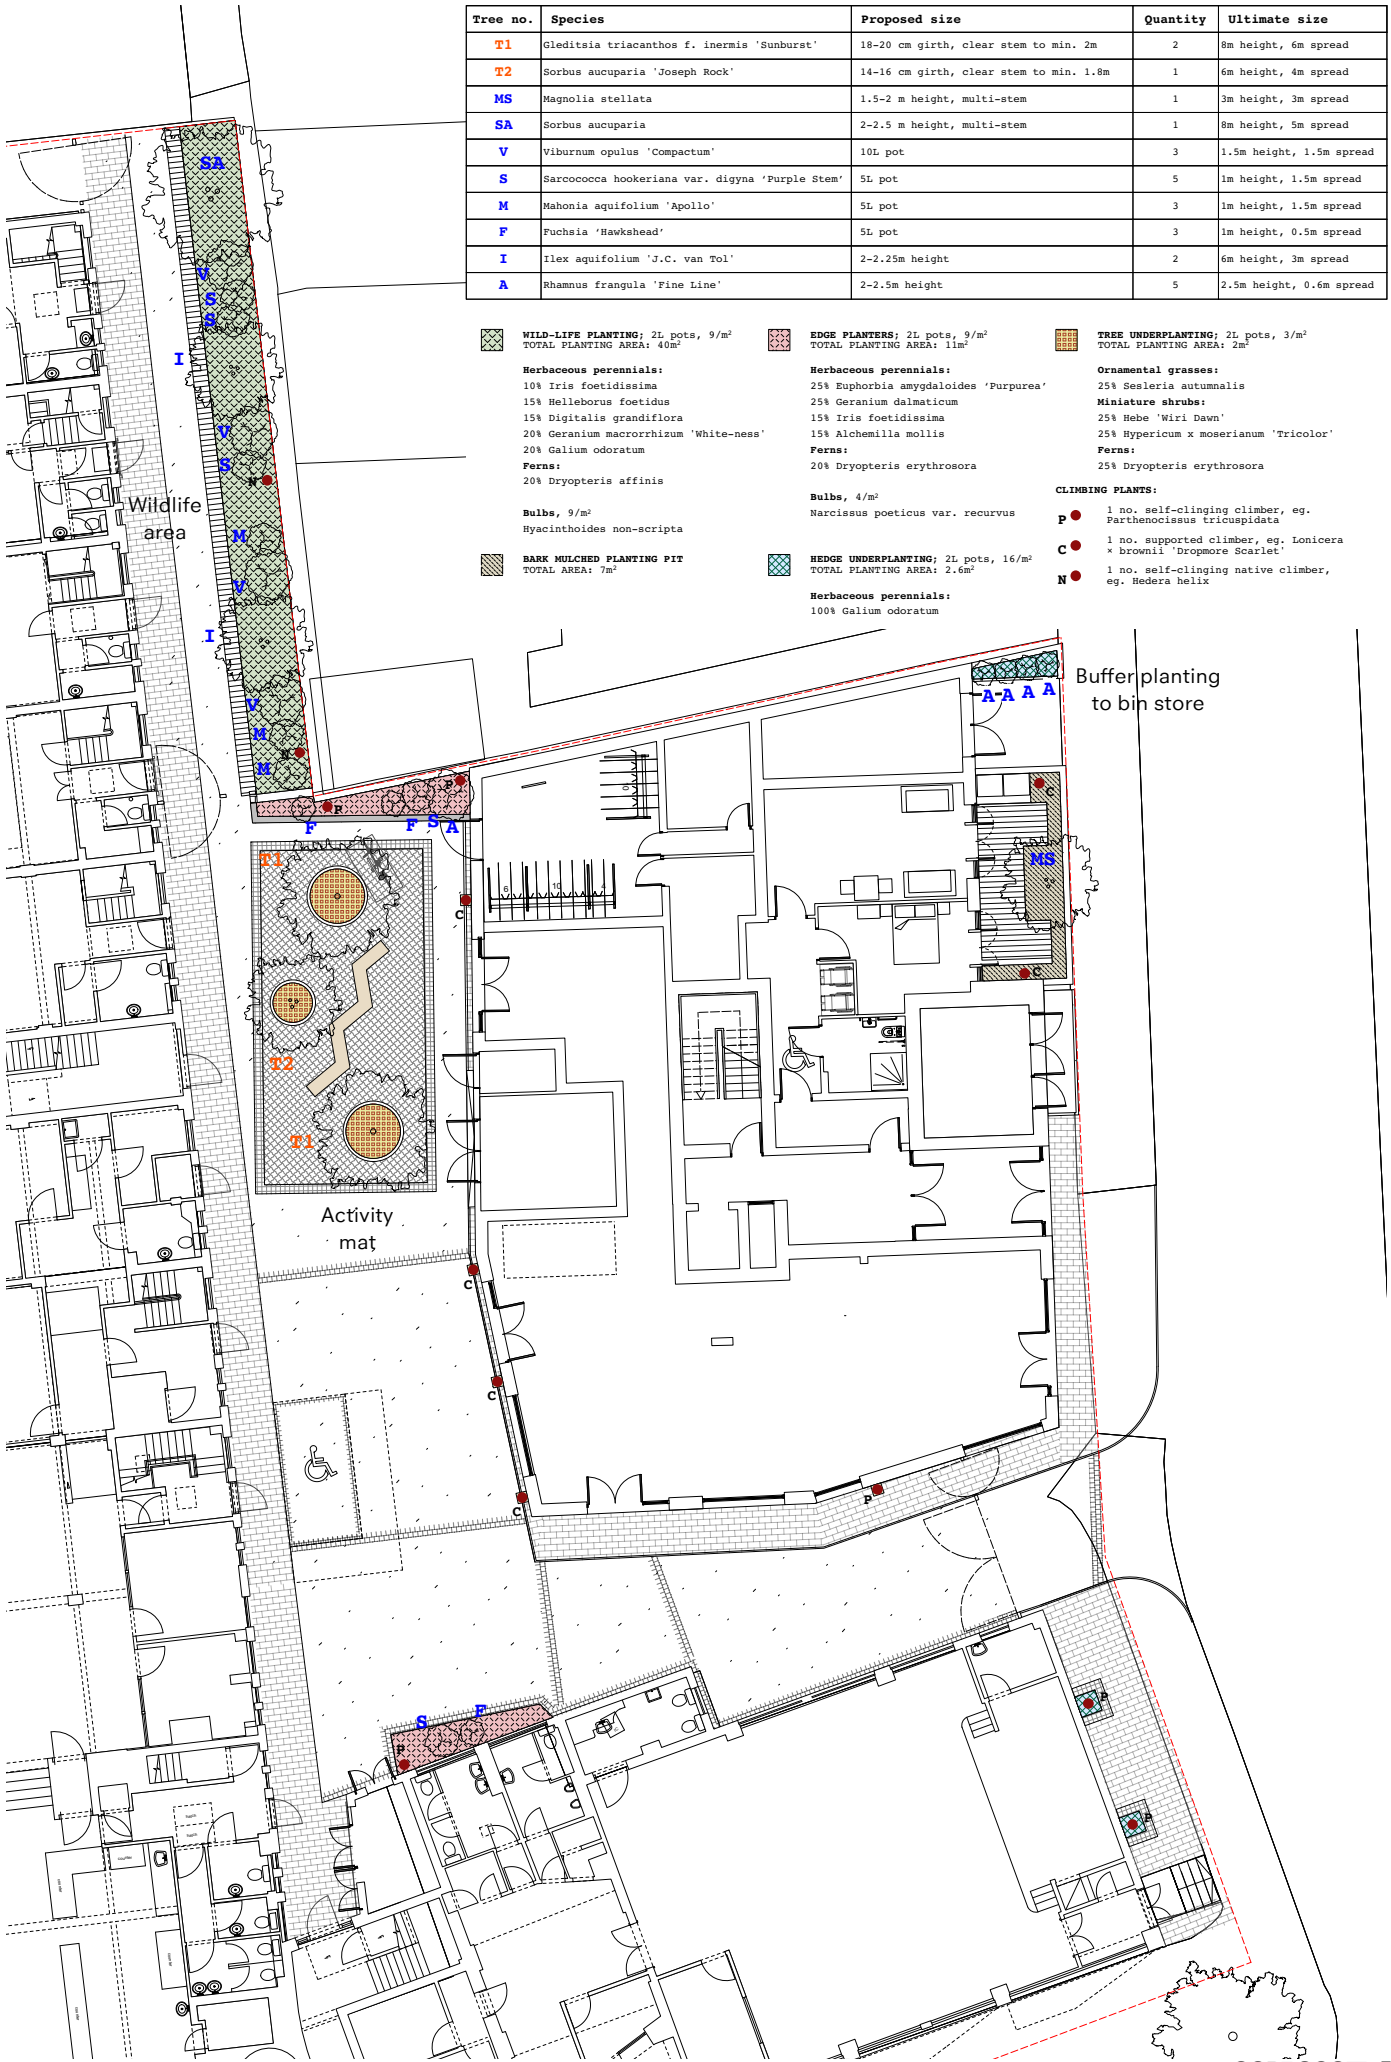 Tree no. Species Proposed size Quantity Ultimate size
T1 Gleditsia triacanthos f. inermis 'Sunburst' 18-20 cm girth, clear stem to min. 2m 2 8m height, 6m spread
T2 Sorbus aucuparia 'Joseph Rock' 14-16 cm girth, clear stem to min. 1.8m 1 6m height, 4m spread
MS Magnolia stellata 1.5-2 m height, multi-stem 1 3m height, 3m spread
SA Sorbus aucuparia 2-2.5 m height, multi-stem 1 8m height, 5m spread
V Viburnum opulus 'Compactum' 10L pot 3 1.5m height, 1.5m spread
S Sarcococca hookeriana var. digyna ‘Purple Stem’ 5L pot 5 1m height, 1.5m spread
M Mahonia aquifolium 'Apollo' 5L pot 3 1m height, 1.5m spread
F Fuchsia ‘Hawkshead’ 5L pot 3 1m height, 0.5m spread
I Ilex aquifolium 'J.C. van Tol' 2-2.25m height 2 6m height, 3m spread
A Rhamnus frangula 'Fine Line' 2-2.5m height 5 2.5m height, 0.6m spread
WILD-LIFE PLANTING; 2L pots, 9/m²
TOTAL PLANTING AREA: 40m²
Herbaceous perennials:
10% Iris foetidissima
15% Helleborus foetidus
15% Digitalis grandiflora
20% Geranium macrorrhizum 'White-ness'
20% Galium odoratum
Ferns:
20% Dryopteris affinis
Bulbs, 9/m²
Hyacinthoides non-scripta
BARK MULCHED PLANTING PIT
TOTAL AREA: 7m²
EDGE PLANTERS; 2L pots, 9/m²
TOTAL PLANTING AREA: 11m²
Herbaceous perennials:
25% Euphorbia amygdaloides ‘Purpurea’
25% Geranium dalmaticum
15% Iris foetidissima
15% Alchemilla mollis
Ferns:
20% Dryopteris erythrosora
Bulbs, 4/m²
Narcissus poeticus var. recurvus
HEDGE UNDERPLANTING; 2L pots, 16/m²
TOTAL PLANTING AREA: 2.6m²
Herbaceous perennials:
100% Galium odoratum
TREE UNDERPLANTING; 2L pots, 3/m²
TOTAL PLANTING AREA: 2m²
Ornamental grasses:
25% Sesleria autumnalis
Miniature shrubs:
25% Hebe 'Wiri Dawn'
25% Hypericum x moserianum 'Tricolor'
Ferns:
25% Dryopteris erythrosora
CLIMBING PLANTS:
P 1 no. self-clinging climber, eg.
Parthenocissus tricuspidata
C 1 no. supported climber, eg. Lonicera
× brownii 'Dropmore Scarlet'
N 1 no. self-clinging native climber,
eg. Hedera helix
SA
V
S
S
I
V
S
N
Wildlife
area
M
V
I
V
M
N
M
Buffer planting
to bin store
A A A A
P
P
F
F S A
C
MS
C
T1
C
6
10
0
T2
T1
Activity
mat
C
C
C
P
S
F
P
P
P